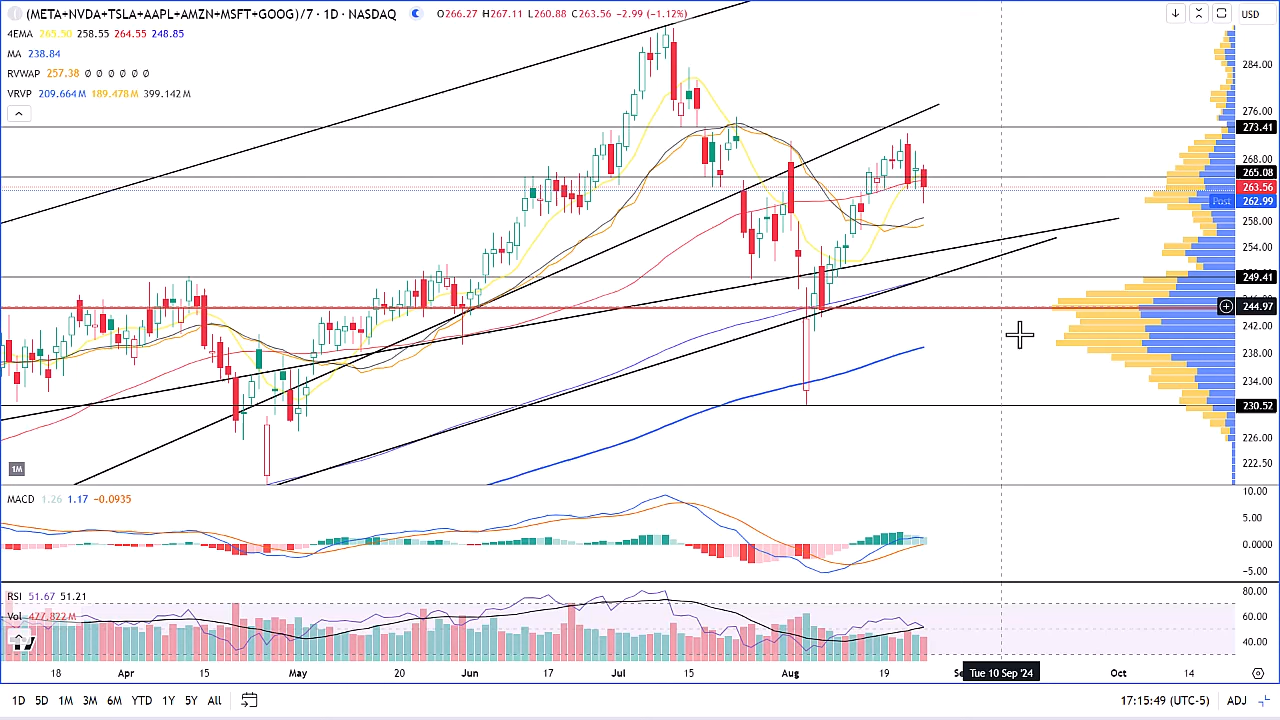 (META+NVDA+TSLA+AAPL+AMZN+MSFT+GOOG)/7 · 1D · NASDAQ O266.27 H267.11 L260.88 C263.56 −2.99 (−1.12%) USD
4EMA 265.50 258.55 264.55 248.85
MA 238.84
RVWAP 257.38 Ø Ø Ø Ø Ø Ø
VRVP 209.664M 189.478M 399.142M
284.00
276.00
273.41
268.00
265.08
263.56
Post 262.99
258.00
254.00
249.41
244.97
242.00
238.00
234.00
230.52
226.00
222.50
1M
MACD 1.26 1.17 −0.0935
10.00
5.00
0.0000
−5.00
RSI 51.67 51.21
Vol 477.822M
80.00
60.00
40.00
18 Apr 15 May 20 Jun 17 Jul 15 Aug 19 Tue 10 Sep '24 Oct 14
1D 5D 1M 3M 6M YTD 1Y 5Y All 17:15:49 (UTC-5) ADJ